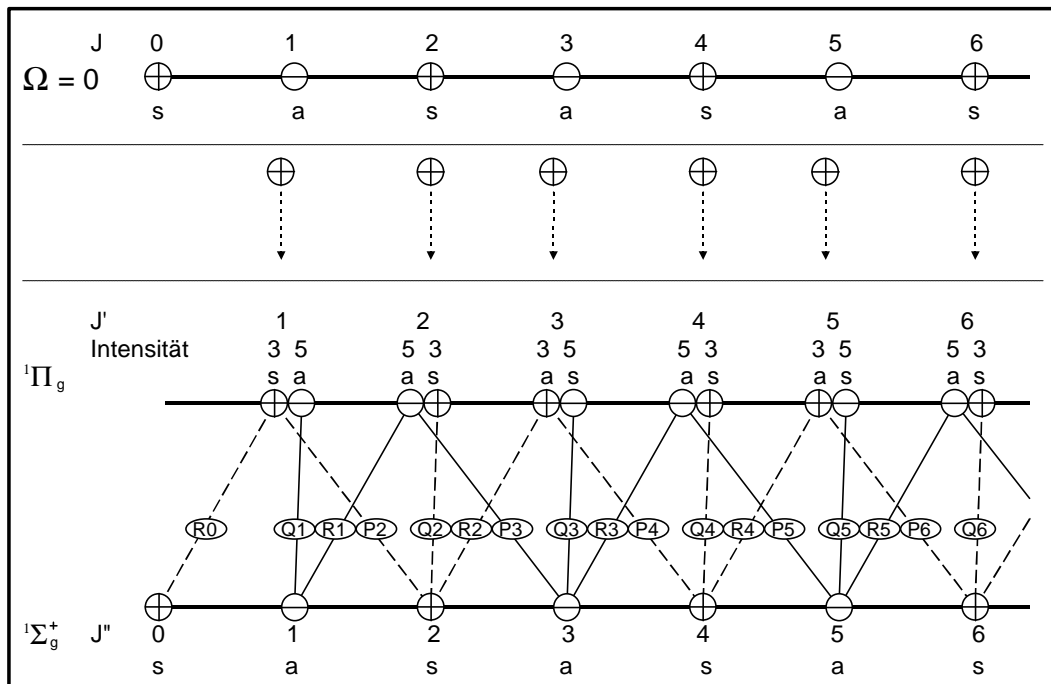 J 0 1 2 3 4 5 6
Ω = 0
s a s a s a s
J' 1 2 3 4 5 6
Intensität 3 5 5 3 3 5 5 3 3 5 5 3
¹Πg s a a s a s a s a s a s
R0 Q1 R1 P2 Q2 R2 P3 Q3 R3 P4 Q4 R4 P5 Q5 R5 P6 Q6
¹Σg⁺ J" 0 1 2 3 4 5 6
s a s a s a s